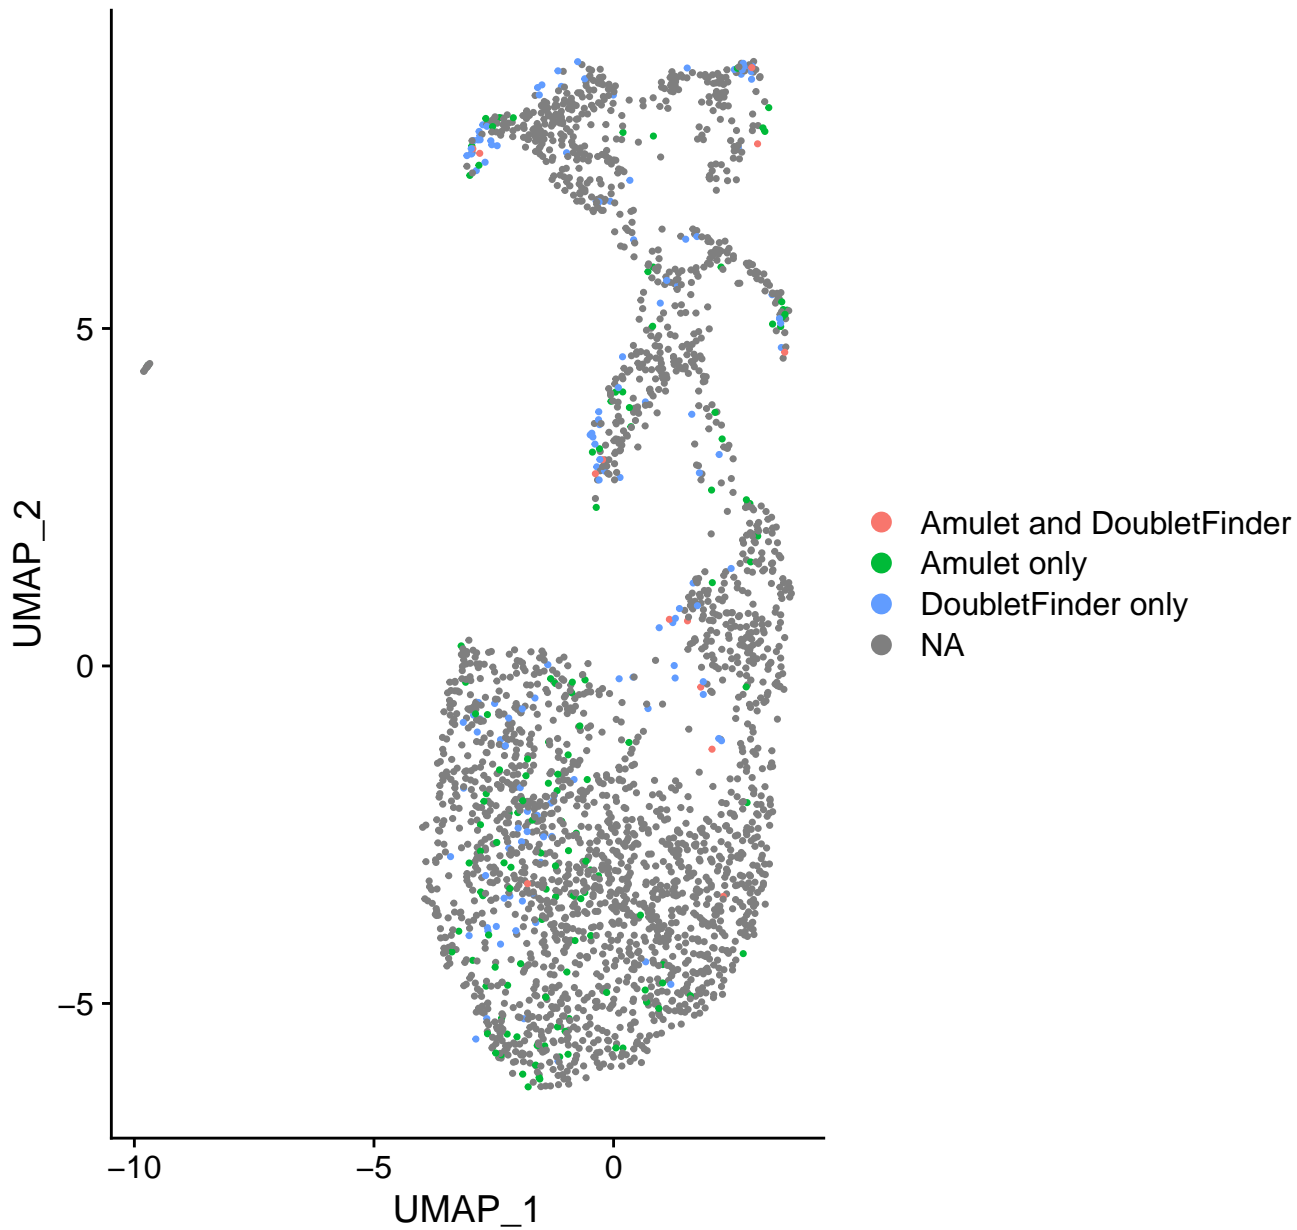 5
0
−5
UMAP_2
−10
−5
0
UMAP_1
Amulet and DoubletFinder
Amulet only
DoubletFinder only
NA